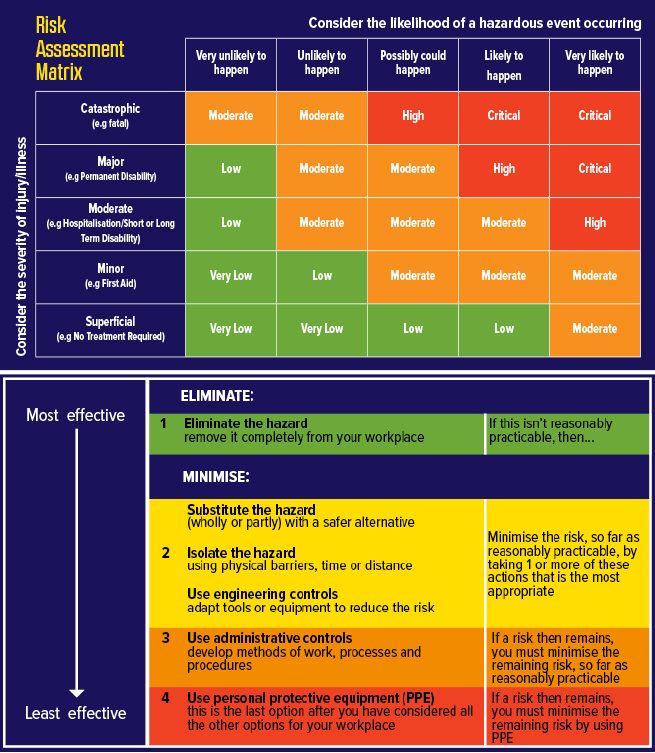 Risk
Assessment
Matrix
Consider the likelihood of a hazardous event occurring
Very unlikely to
happen
Unlikely to
happen
Possibly could
happen
Likely to
happen
Very likely to
happen
Consider the severity of injury/illness
Catastrophic
(e.g fatal)
Moderate
Moderate
High
Critical
Critical
Major
(e.g Permanent Disability)
Low
Moderate
Moderate
High
Critical
Moderate
(e.g Hospitalisation/Short or Long
Term Disability)
Low
Moderate
Moderate
Moderate
High
Minor
(e.g First Aid)
Very Low
Low
Moderate
Moderate
Moderate
Superficial
(e.g No Treatment Required)
Very Low
Very Low
Low
Low
Moderate
Most effective
Least effective
ELIMINATE:
1 Eliminate the hazard
remove it completely from your workplace
If this isn't reasonably
practicable, then...
MINIMISE:
Substitute the hazard
(wholly or partly) with a safer alternative
2 Isolate the hazard
using physical barriers, time or distance
Use engineering controls
adapt tools or equipment to reduce the risk
Minimise the risk, so far as
reasonably practicable, by
taking 1 or more of these
actions that is the most
appropriate
3 Use administrative controls
develop methods of work, processes and
procedures
If a risk then remains,
you must minimise the
remaining risk, so far as
reasonably practicable
4 Use personal protective equipment (PPE)
this is the last option after you have considered all
the other options for your workplace
If a risk then remains,
you must minimise the
remaining risk by using
PPE